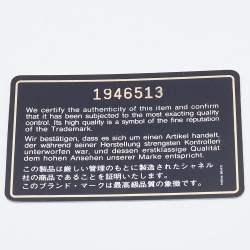 1946513
We certify the authenticity of this item and confirm
that it has been subjected to the most exacting quality
control. Its high quality is a symbol of the fine reputation
of the Trademark.
Wir bestätigen, dass es sich um einen Artikel handelt,
der während seiner Herstellung strengsten Kontrollen
unterworfen war, und dessen erstklassige Qualität
dem hohen Ansehen unserer Marke entspricht.
この製品は厳しい管理のもとに製造されたシャネル
社の商品であることを証明いたします。
このブランド・マークは最高級品質の象徴です。